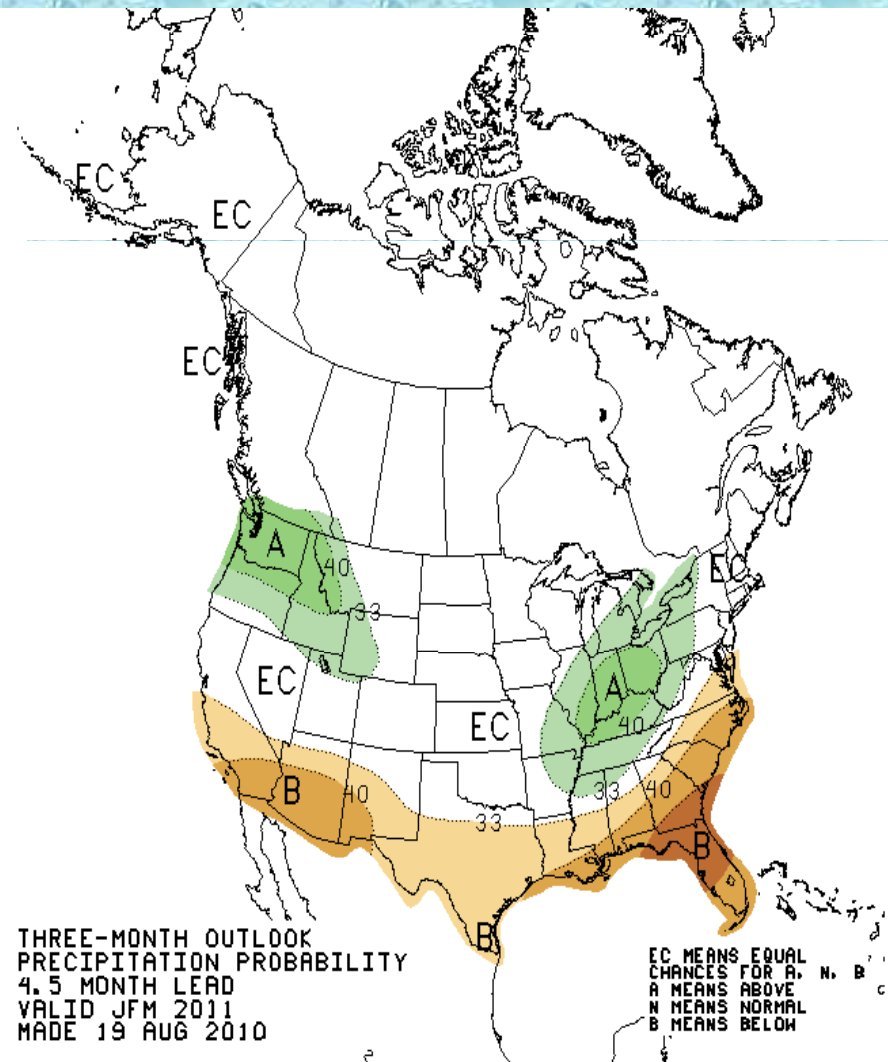 EC
EC
EC
A
40
33
EC
EC
EC
A
40
B
40
33
33
40
B
B
THREE-MONTH OUTLOOK
PRECIPITATION PROBABILITY
4.5 MONTH LEAD
VALID JFM 2011
MADE 19 AUG 2010
EC MEANS EQUAL
CHANCES FOR A, N, B
A MEANS ABOVE
N MEANS NORMAL
B MEANS BELOW